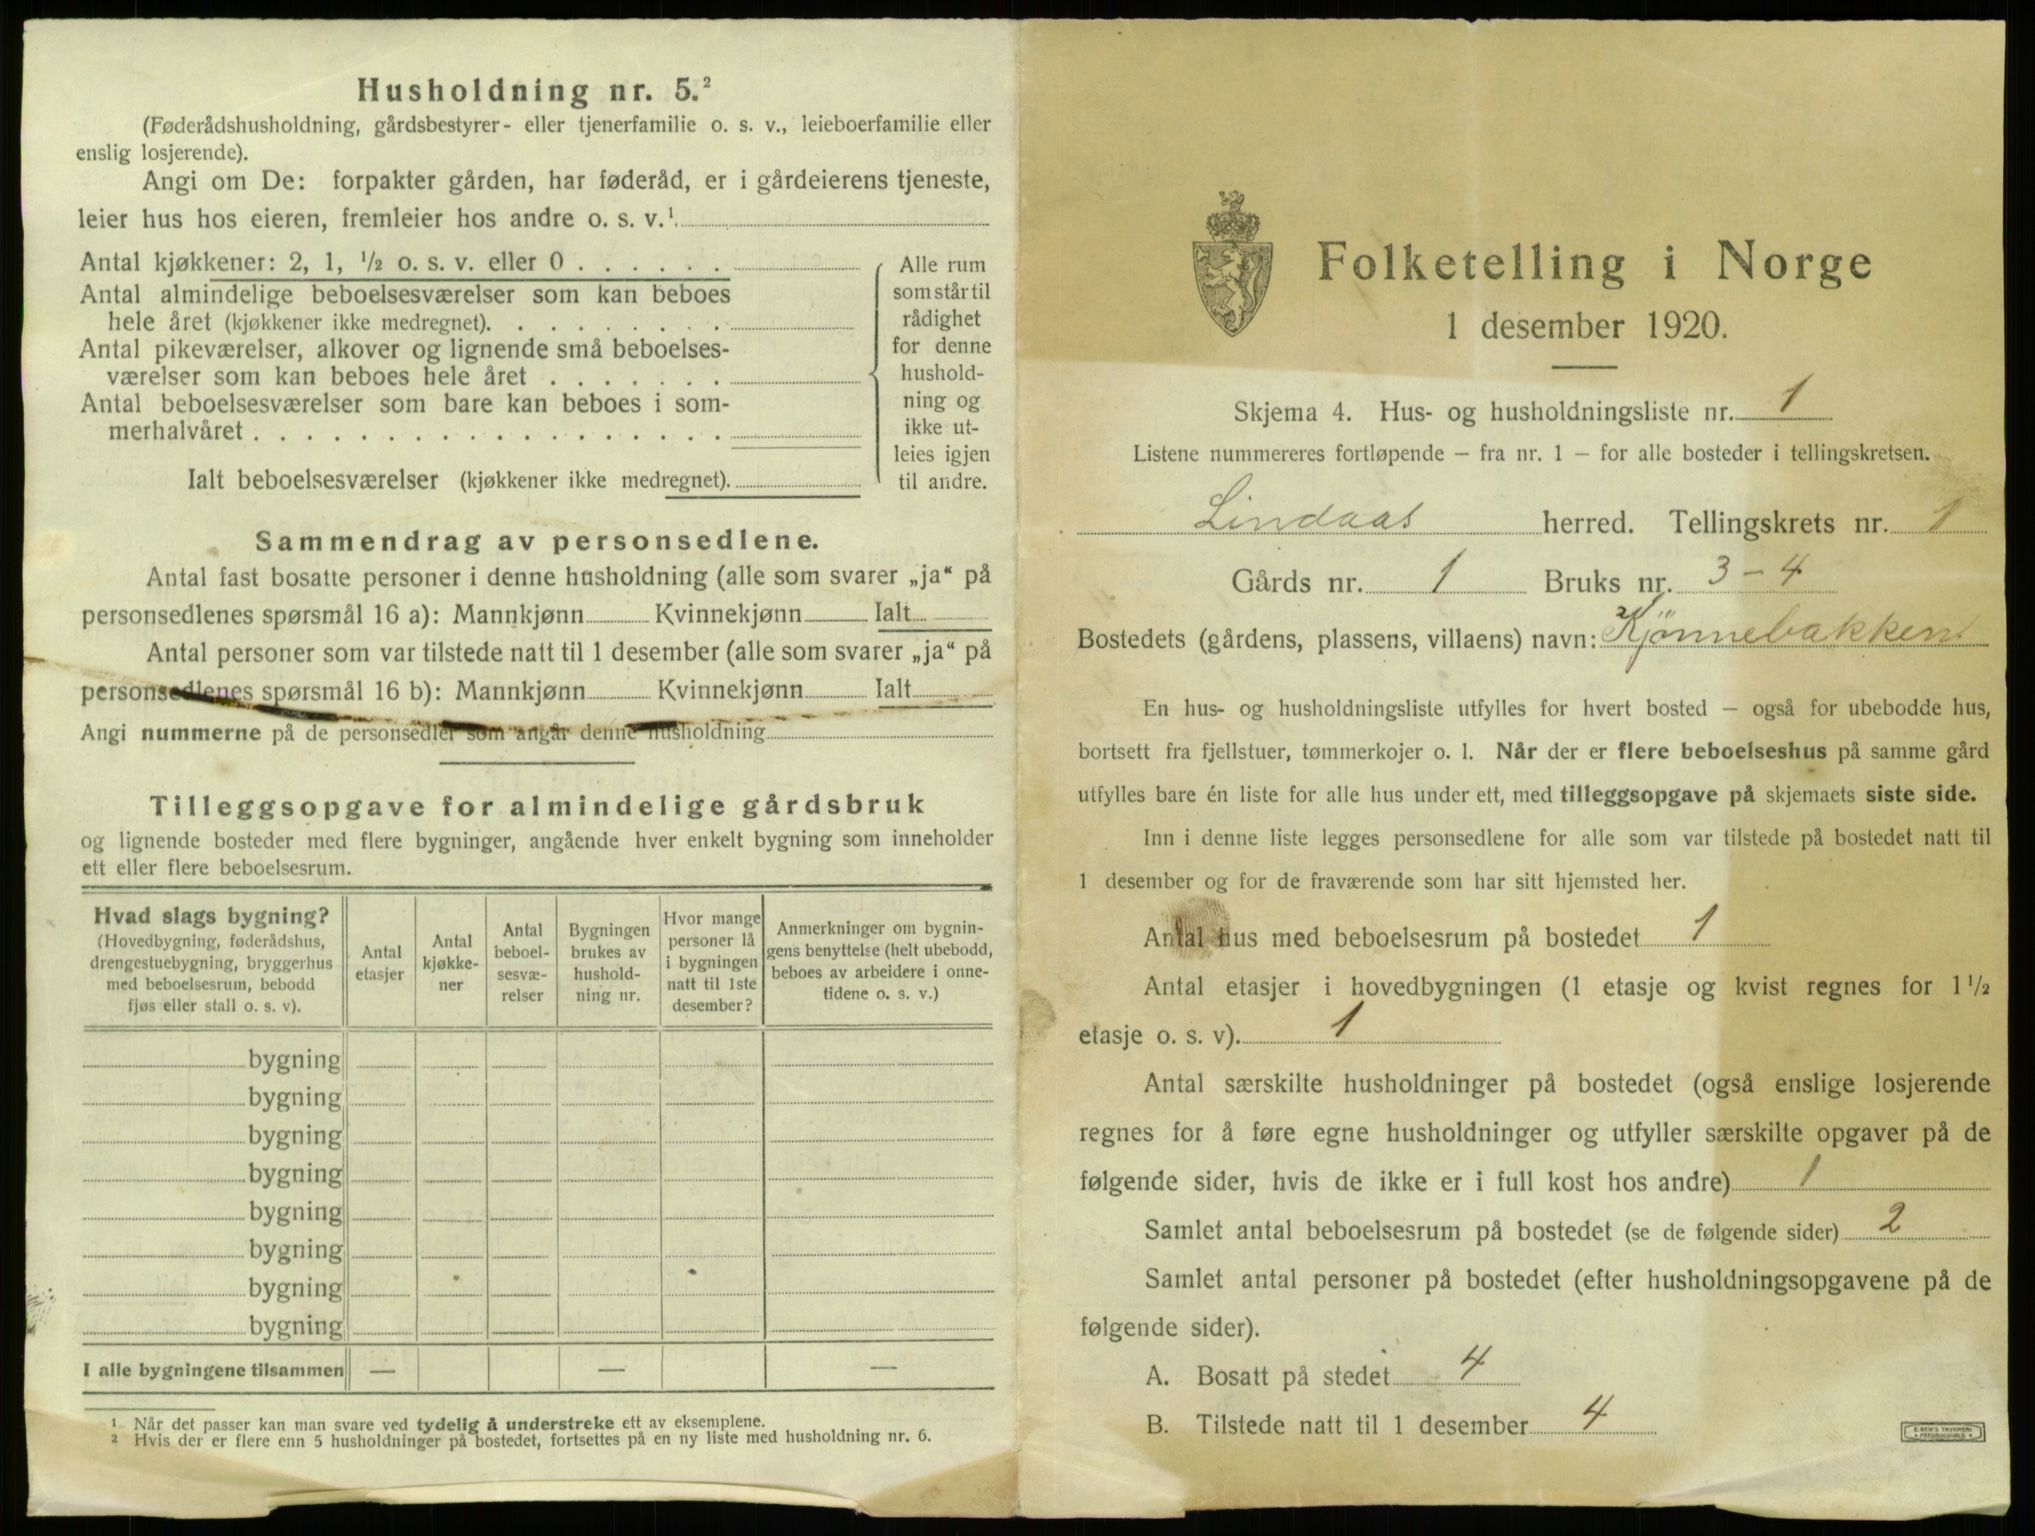 Husholdning nr. 5.²
(Føderådshusholdning, gårdsbestyrer- eller tjenerfamilie o. s. v., leieboerfamilie eller
enslig losjerende).
Angi om De: forpakter gården, har føderåd, er i gårdeierens tjeneste,
leier hus hos eieren, fremleier hos andre o. s. v.¹
Antal kjøkkener: 2, 1, ½ o. s. v. eller 0 . . . . . .
Antal almindelige beboelsesværelser som kan beboes
hele året (kjøkkener ikke medregnet). . . . . . . . .
Antal pikeværelser, alkover og lignende små beboelses-
værelser som kan beboes hele året . . . . . . .
Antal beboelsesværelser som bare kan beboes i som-
merhalvåret . . . . . . . . . . . . . . . . . .
Ialt beboelsesværelser (kjøkkener ikke medregnet).
Alle rum
som står til
rådighet
for denne
hushold-
ning og
ikke ut-
leies igjen
til andre.
Sammendrag av personsedlene.
Antal fast bosatte personer i denne husholdning (alle som svarer „ja“ på
personsedlenes spørsmål 16 a): Mannkjønn Kvinnekjønn Ialt
Antal personer som var tilstede natt til 1 desember (alle som svarer „ja“ på
personsedlenes spørsmål 16 b): Mannkjønn Kvinnekjønn Ialt
Angi nummerne på de personsedler som angår denne husholdning
Tilleggsopgave for almindelige gårdsbruk
og lignende bosteder med flere bygninger, angående hver enkelt bygning som inneholder
ett eller flere beboelsesrum.
Hvad slags bygning?
(Hovedbygning, føderådshus,
drengestuebygning, bryggerhus
med beboelsesrum, bebodd
fjøs eller stall o. s. v).
Antal
etasjer
Antal
kjøkke-
ner
Antal
beboel-
sesvæ-
relser
Bygningen
brukes av
hushold-
ning nr.
Hvor mange
personer lå
i bygningen
natt til 1ste
desember?
Anmerkninger om bygnin-
gens benyttelse (helt ubebodd,
beboes av arbeidere i onne-
tidene o. s. v.)
bygning
bygning
bygning
bygning
bygning
bygning
bygning
bygning
I alle bygningene tilsammen — — —
¹ Når det passer kan man svare ved tydelig å understreke ett av eksemplene.
² Hvis der er flere enn 5 husholdninger på bostedet, fortsettes på en ny liste med husholdning nr. 6.
Folketelling i Norge
1 desember 1920.
Skjema 4. Hus- og husholdningsliste nr. 1
Listene nummereres fortløpende – fra nr. 1 – for alle bosteder i tellingskretsen.
Lindaas herred. Tellingskrets nr. 1
Gårds nr. 1 Bruks nr. 3-4
Bostedets (gårdens, plassens, villaens) navn: Kjønnebakken
En hus- og husholdningsliste utfylles for hvert bosted – også for ubebodde hus,
bortsett fra fjellstuer, tømmerkojer o. l. Når der er flere beboelseshus på samme gård
utfylles bare én liste for alle hus under ett, med tilleggsopgave på skjemaets siste side.
Inn i denne liste legges personsedlene for alle som var tilstede på bostedet natt til
1 desember og for de fraværende som har sitt hjemsted her.
Antal hus med beboelsesrum på bostedet 1
Antal etasjer i hovedbygningen (1 etasje og kvist regnes for 1½
etasje o. s. v). 1
Antal særskilte husholdninger på bostedet (også enslige losjerende
regnes for å føre egne husholdninger og utfyller særskilte opgaver på de
følgende sider, hvis de ikke er i full kost hos andre) 1
Samlet antal beboelsesrum på bostedet (se de følgende sider) 2
Samlet antal personer på bostedet (efter husholdningsopgavene på de
følgende sider).
A. Bosatt på stedet 4
B. Tilstede natt til 1 desember 4